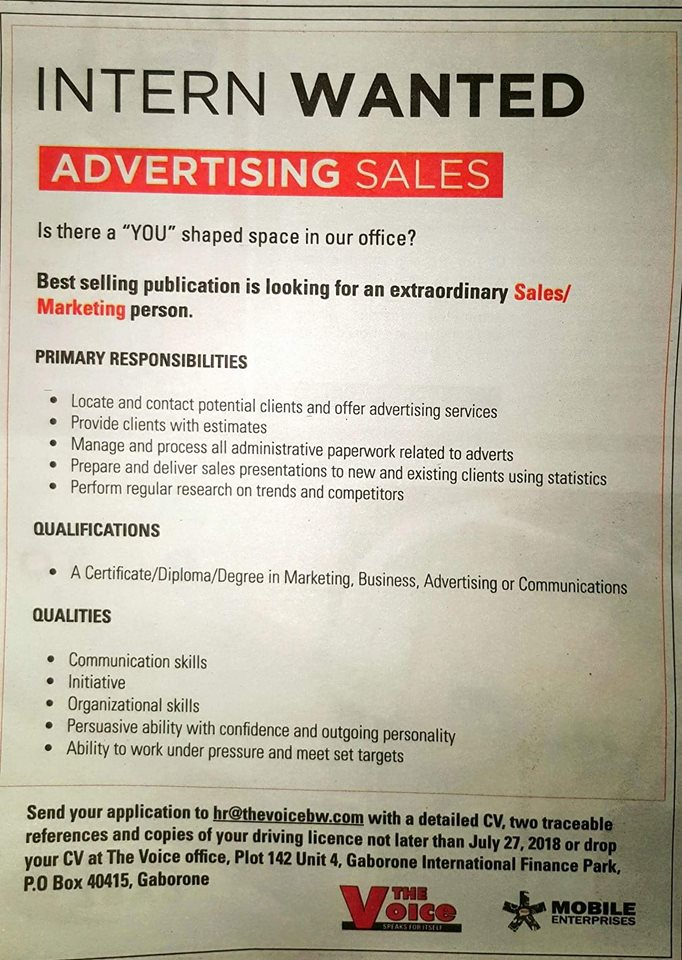 INTERN WANTED
ADVERTISING SALES
Is there a “YOU” shaped space in our office?
Best selling publication is looking for an extraordinary Sales/
Marketing person.
PRIMARY RESPONSIBILITIES
• Locate and contact potential clients and offer advertising services
• Provide clients with estimates
• Manage and process all administrative paperwork related to adverts
• Prepare and deliver sales presentations to new and existing clients using statistics
• Perform regular research on trends and competitors
QUALIFICATIONS
• A Certificate/Diploma/Degree in Marketing, Business, Advertising or Communications
QUALITIES
• Communication skills
• Initiative
• Organizational skills
• Persuasive ability with confidence and outgoing personality
• Ability to work under pressure and meet set targets
Send your application to hr@thevoicebw.com with a detailed CV, two traceable
references and copies of your driving licence not later than July 27, 2018 or drop
your CV at The Voice office, Plot 142 Unit 4, Gaborone International Finance Park,
P.O Box 40415, Gaborone
THE
Voice
SPEAKS FOR ITSELF
MOBILE
ENTERPRISES